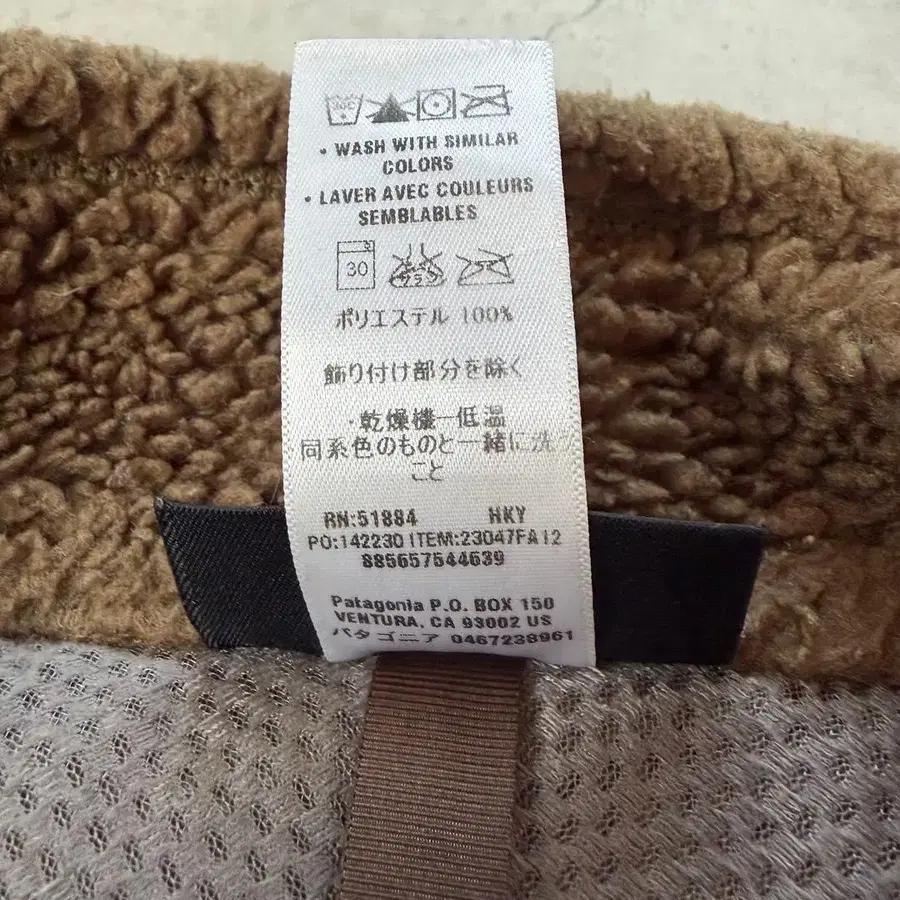 • WASH WITH SIMILAR
COLORS
• LAVER AVEC COULEURS
SEMBLABLES
30
ポリエステル 100%
飾り付け部分を除く
・乾燥機ー低温
同系色のものと一緒に洗う
こと
RN:51884 HKY
PO:142230 ITEM:23047FA12
885657544639
Patagonia P.O. BOX 150
VENTURA, CA 93002 US
パタゴニア 0467238961